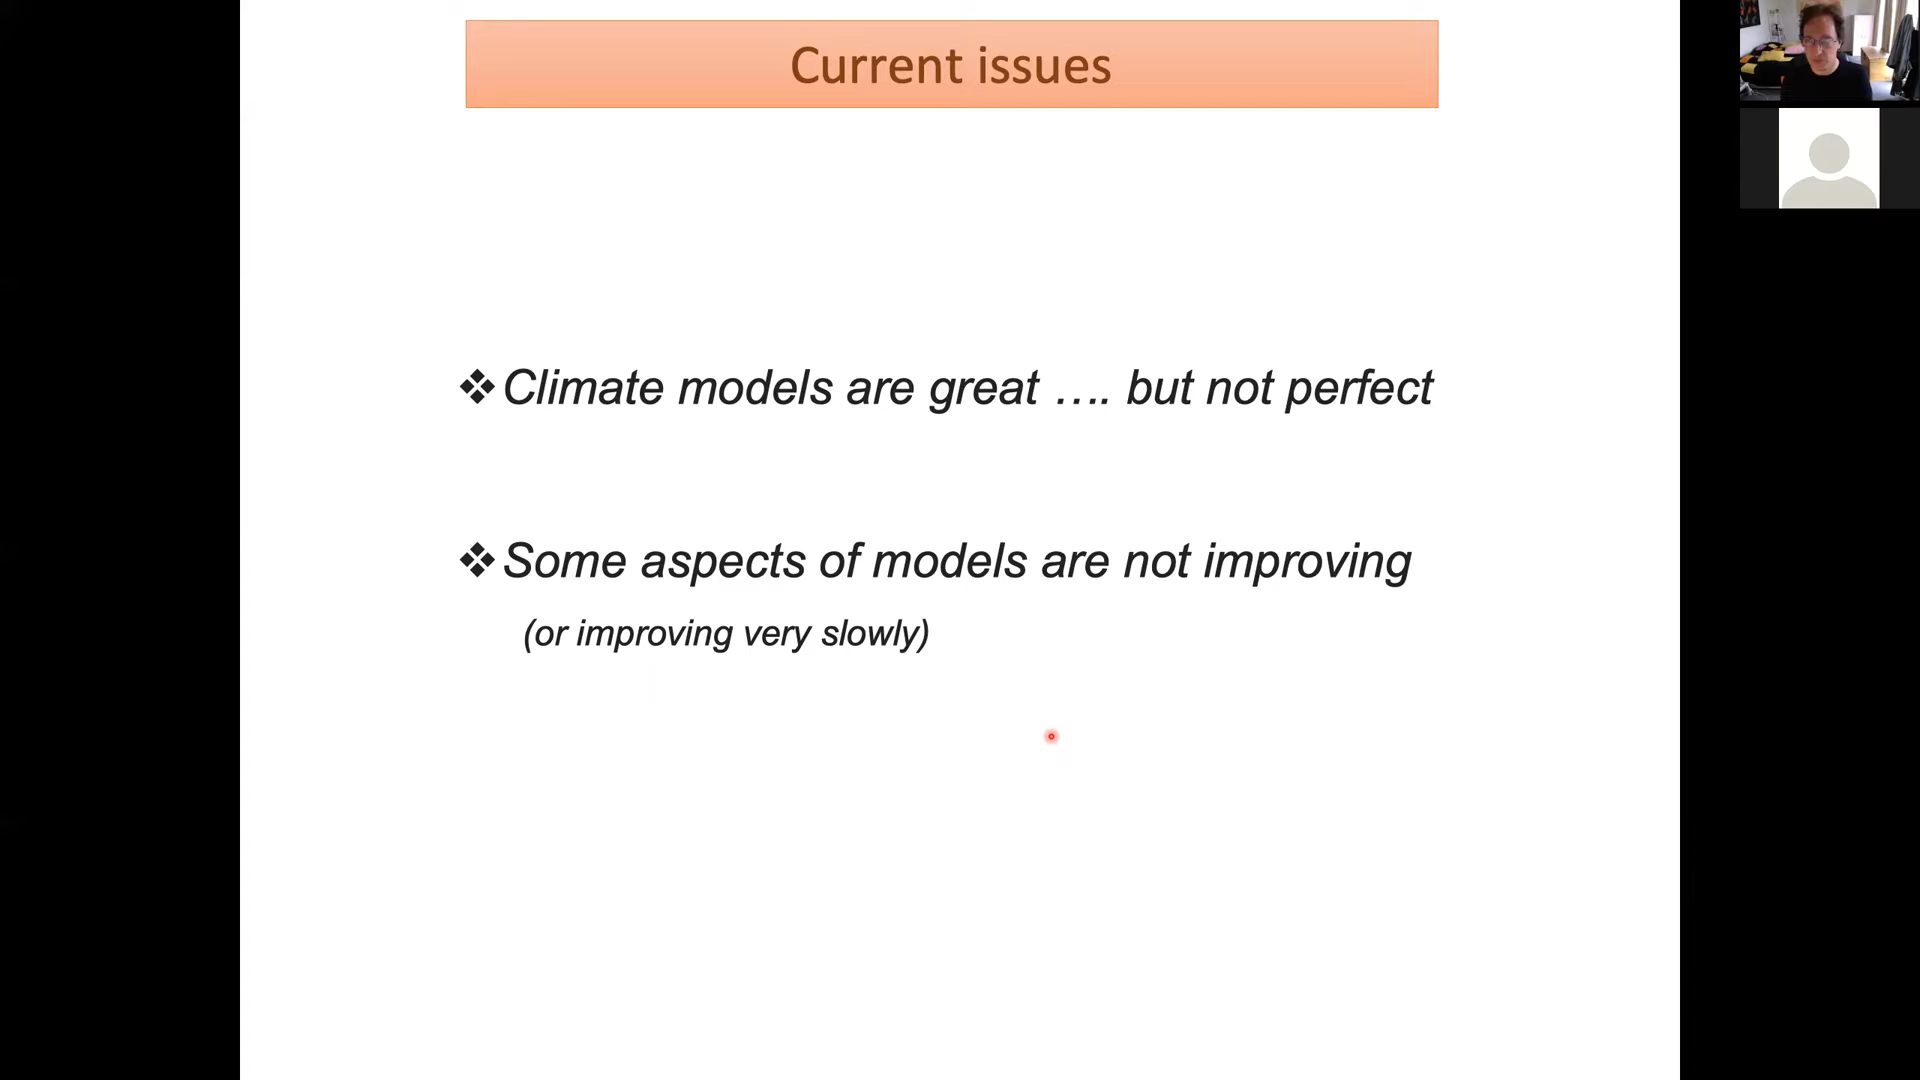 Current issues
❖Climate models are great …. but not perfect
❖Some aspects of models are not improving
(or improving very slowly)